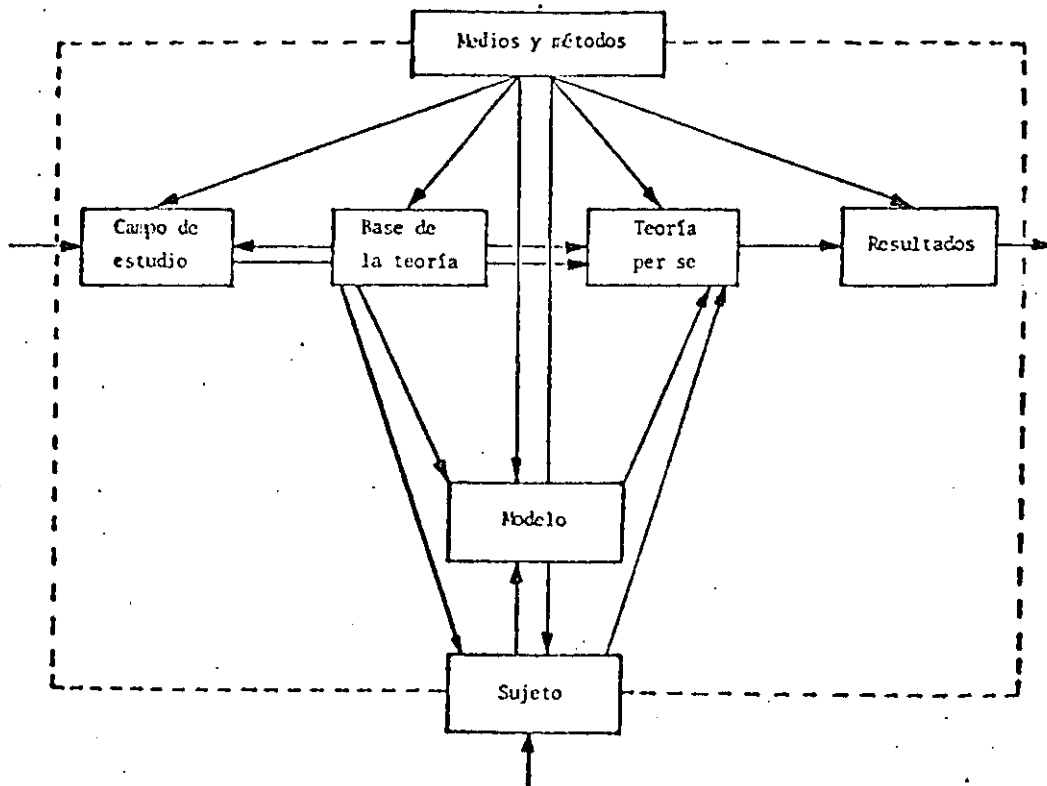 Medios y métodos
Campo de
estudio
Base de
la teoría
Teoría
per se
Resultados
Modelo
Sujeto